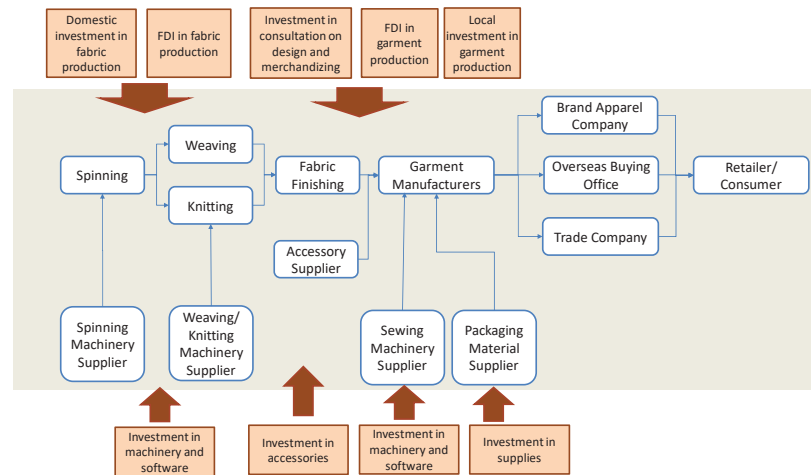 Domestic
investment in
fabric
production
FDI in fabric
production
Investment in
consultation on
design and
merchandizing
FDI in
garment
production
Local
investment in
garment
production
Brand Apparel
Company
Weaving
Spinning
Fabric
Finishing
Garment
Manufacturers
Overseas Buying
Office
Retailer/
Consumer
Knitting
Trade Company
Accessory
Supplier
Spinning
Machinery
Supplier
Weaving/
Knitting
Machinery
Supplier
Sewing
Machinery
Supplier
Packaging
Material
Supplier
Investment in
machinery and
software
Investment in
accessories
Investment in
machinery and
software
Investment in
supplies